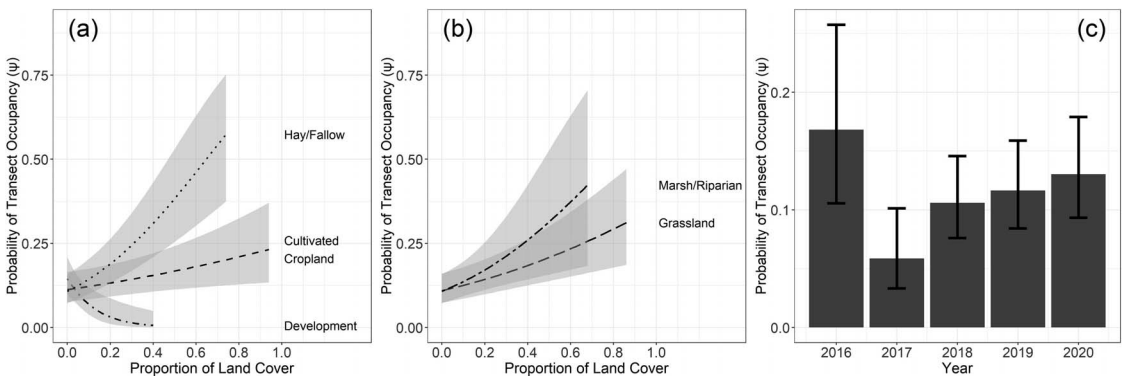 (a)
Probability of Transect Occupancy (ψ)
0.75
0.50
0.25
0.00
Hay/Fallow
Cultivated
Cropland
Development
0.0 0.2 0.4 0.6 0.8 1.0
Proportion of Land Cover
(b)
Probability of Transect Occupancy (ψ)
0.75
0.50
0.25
0.00
Marsh/Riparian
Grassland
0.0 0.2 0.4 0.6 0.8 1.0
Proportion of Land Cover
(c)
Probability of Transect Occupancy (ψ)
0.2
0.1
0.0
2016 2017 2018 2019 2020
Year